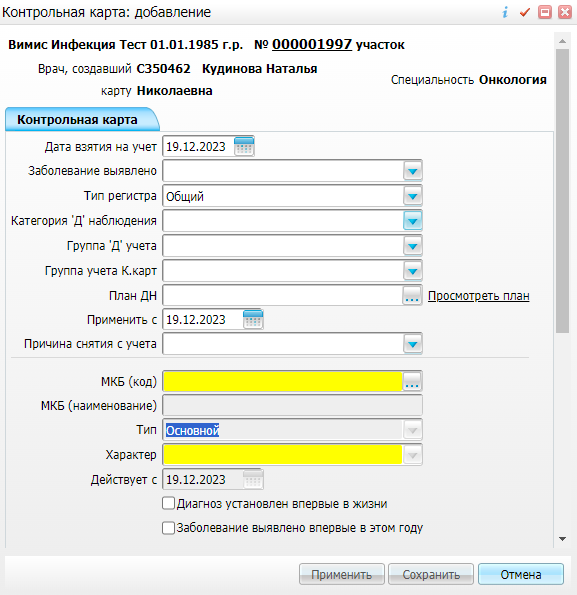 Контрольная карта: добавление
Вимис Инфекция Тест 01.01.1985 г.р. № 000001997 участок
Врач, создавший C350462 Кудинова Наталья
карту Николаевна
Специальность Онкология
Контрольная карта
Дата взятия на учет 19.12.2023
Заболевание выявлено
Тип регистра Общий
Категория 'Д' наблюдения
Группа 'Д' учета
Группа учета К.карт
План ДН ... Просмотреть план
Применить с 19.12.2023
Причина снятия с учета
МКБ (код) ...
МКБ (наименование)
Тип Основной
Характер
Действует с 19.12.2023
Диагноз установлен впервые в жизни
Заболевание выявлено впервые в этом году
Применить Сохранить Отмена